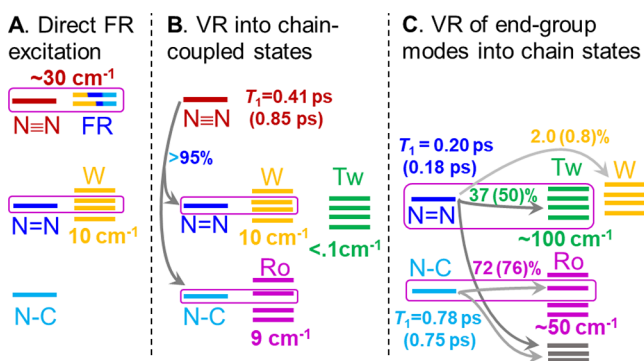 A. Direct FR
excitation
~30 cm-1
N≡N FR
W
N=N
10 cm-1
N-C
B. VR into chain-
coupled states
T1=0.41 ps
(0.85 ps)
N≡N
>95%
W
Tw
N=N
10 cm-1
<.1cm-1
Ro
N-C
9 cm-1
C. VR of end-group
modes into chain states
2.0 (0.8)%
T1 = 0.20 ps
(0.18 ps)
Tw
W
37 (50)%
N=N
~100 cm-1
N-C
72 (76)%
Ro
T1=0.78 ps
(0.75 ps)
~50 cm-1